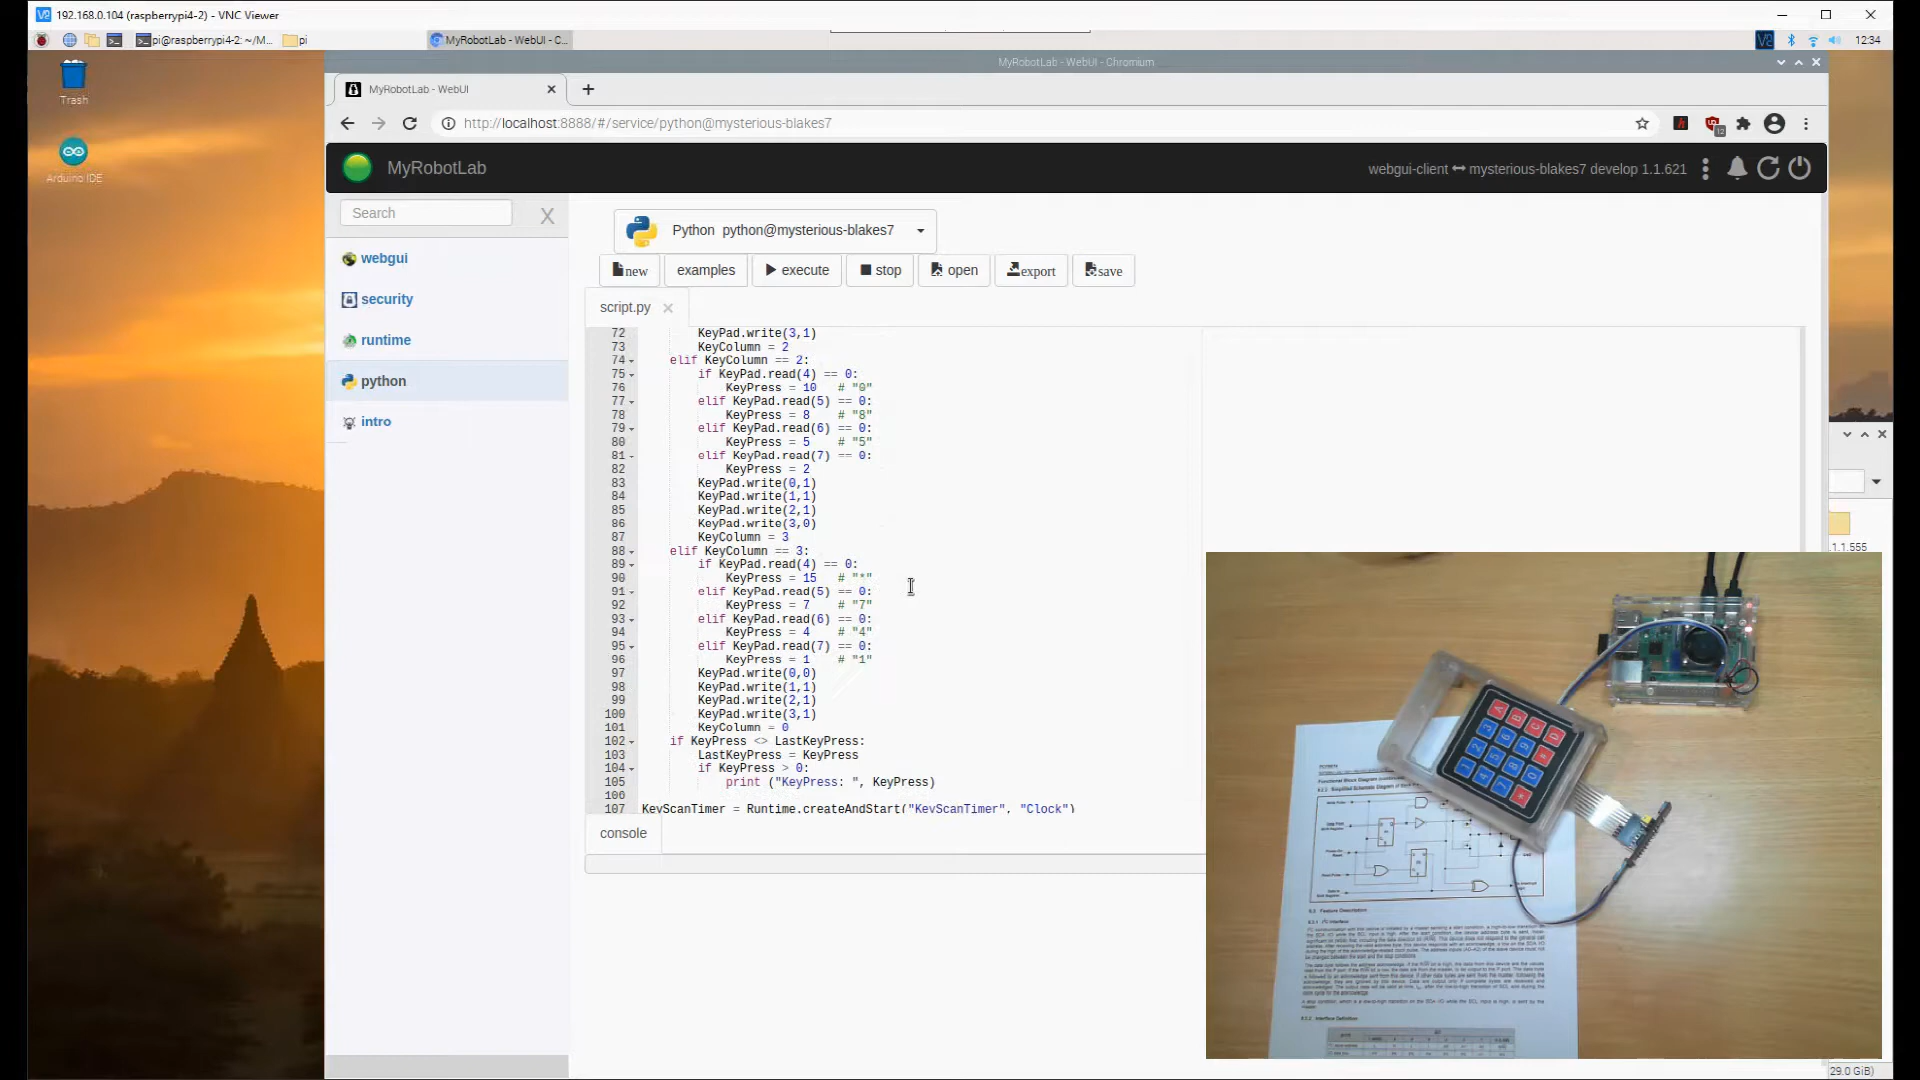 192.168.0.104 (raspberrypi4-2) - VNC Viewer
pi@raspberrypi4-2: ~/M...
pi
MyRobotLab - WebUI - C...
12:34
MyRobotLab - WebUI - Chromium
Trash
Arduino IDE
MyRobotLab - WebUI
http://localhost:8888/#/service/python@mysterious-blakes7
12
MyRobotLab
webgui-client ↔ mysterious-blakes7 develop 1.1.621
Search
X
webgui
security
runtime
python
intro
Python python@mysterious-blakes7
new
examples
execute
stop
open
export
save
script.py
72 KeyPad.write(3,1)
73 KeyColumn = 2
74 elif KeyColumn == 2:
75 if KeyPad.read(4) == 0:
76 KeyPress = 10 # "0"
77 elif KeyPad.read(5) == 0:
78 KeyPress = 8 # "8"
79 elif KeyPad.read(6) == 0:
80 KeyPress = 5 # "5"
81 elif KeyPad.read(7) == 0:
82 KeyPress = 2
83 KeyPad.write(0,1)
84 KeyPad.write(1,1)
85 KeyPad.write(2,1)
86 KeyPad.write(3,0)
87 KeyColumn = 3
88 elif KeyColumn == 3:
89 if KeyPad.read(4) == 0:
90 KeyPress = 15 # "*"
91 elif KeyPad.read(5) == 0:
92 KeyPress = 7 # "7"
93 elif KeyPad.read(6) == 0:
94 KeyPress = 4 # "4"
95 elif KeyPad.read(7) == 0:
96 KeyPress = 1 # "1"
97 KeyPad.write(0,0)
98 KeyPad.write(1,1)
99 KeyPad.write(2,1)
100 KeyPad.write(3,1)
101 KeyColumn = 0
102 if KeyPress <> LastKeyPress:
103 LastKeyPress = KeyPress
104 if KeyPress > 0:
105 print ("KeyPress: ", KeyPress)
106
107 KeyScanTimer = Runtime.createAndStart("KeyScanTimer", "Clock")
console
1.1.555
29.0 GiB)
1 2 3 A
4 5 6 B
7 8 9 C
* 0 # D